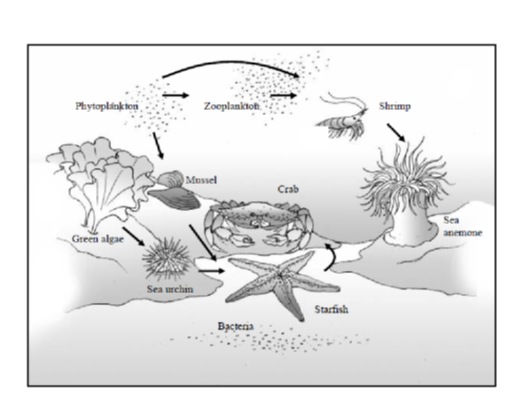 Phytoplankton
Zooplankton
Shrimp
Mussel
Crab
Sea
anemone
Green algae
Sea urchin
Starfish
Bacteria